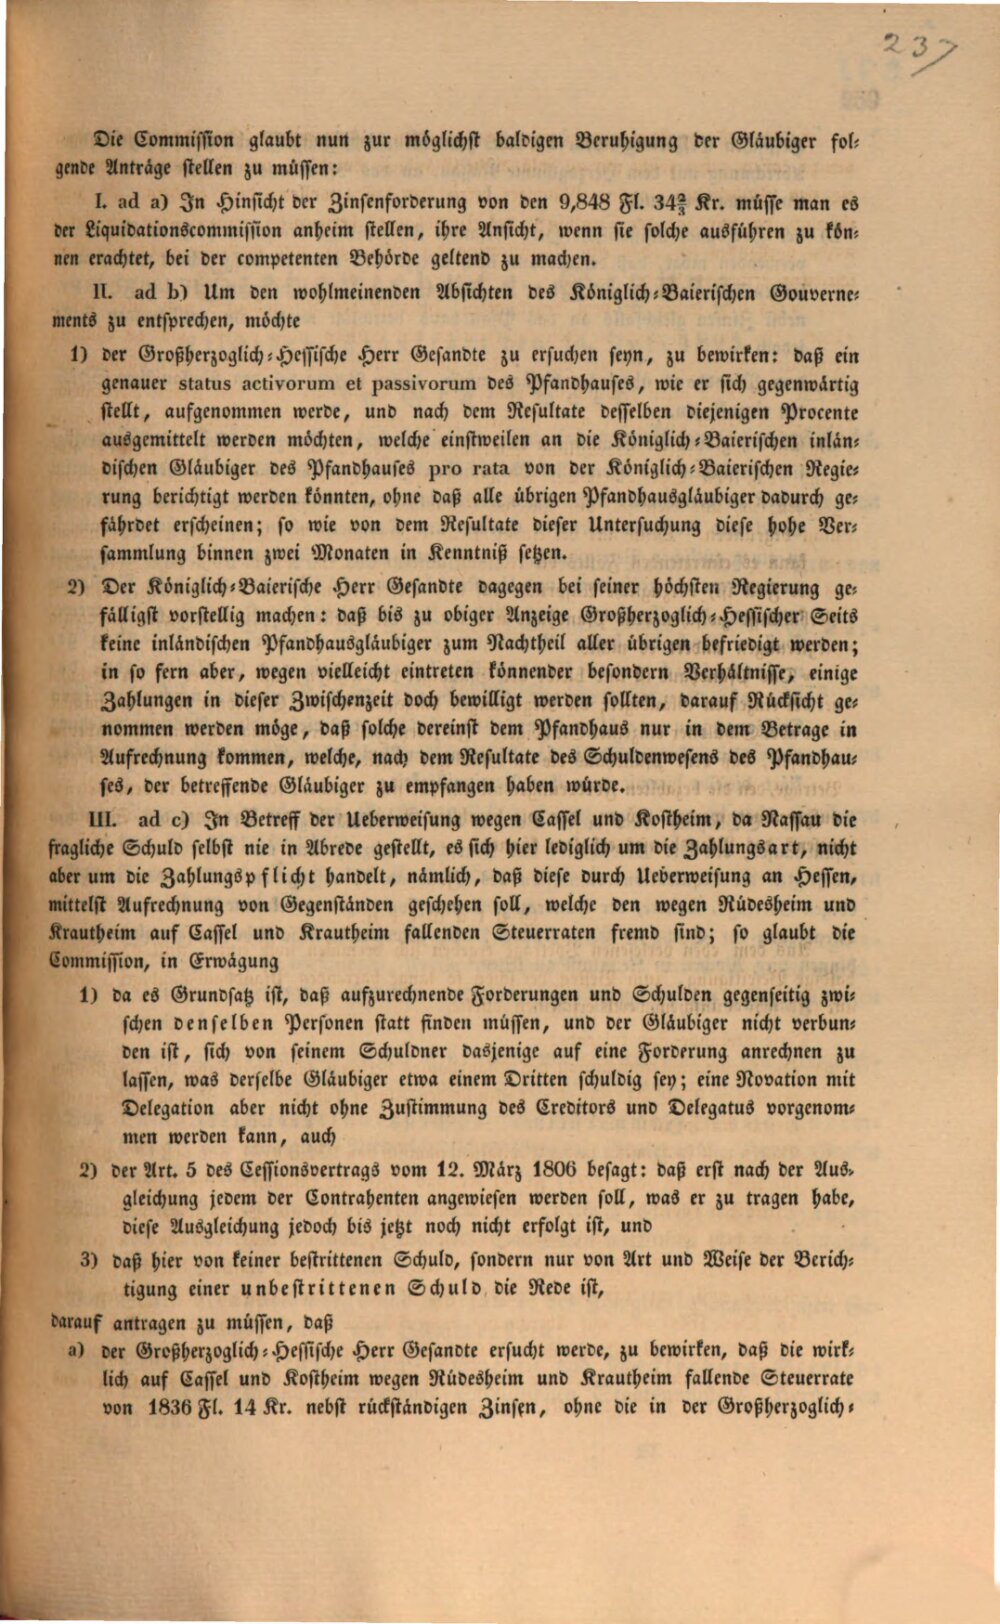 237
Die Commission glaubt nun zur möglichst baldigen Beruhigung der Gläubiger fol-
gende Anträge stellen zu müssen:
I. ad a) In Hinsicht der Zinsenforderung von den 9,848 Fl. 34⅔ Kr. müsse man es
der Liquidationscommission anheim stellen, ihre Ansicht, wenn sie solche ausführen zu kön-
nen erachtet, bei der competenten Behörde geltend zu machen.
II. ad b) Um den wohlmeinenden Absichten des Königlich-Baierischen Gouverne-
ments zu entsprechen, möchte
1) der Großherzoglich-Hessische Herr Gesandte zu ersuchen seyn, zu bewirken: daß ein
genauer status activorum et passivorum des Pfandhauses, wie er sich gegenwärtig
stellt, aufgenommen werde, und nach dem Resultate desselben diejenigen Procente
ausgemittelt werden möchten, welche einstweilen an die Königlich-Baierischen inlän-
dischen Gläubiger des Pfandhauses pro rata von der Königlich-Baierischen Regie-
rung berichtigt werden könnten, ohne daß alle übrigen Pfandhausgläubiger dadurch ge-
fährdet erscheinen; so wie von dem Resultate dieser Untersuchung diese hohe Ver-
sammlung binnen zwei Monaten in Kenntniß setzen.
2) Der Königlich-Baierische Herr Gesandte dagegen bei seiner höchsten Regierung ge-
fälligst vorstellig machen: daß bis zu obiger Anzeige Großherzoglich-Hessischer Seits
keine inländischen Pfandhausgläubiger zum Nachtheil aller übrigen befriedigt werden;
in so fern aber, wegen vielleicht eintreten könnender besondern Verhältnisse, einige
Zahlungen in dieser Zwischenzeit doch bewilligt werden sollten, darauf Rücksicht ge-
nommen werden möge, daß solche dereinst dem Pfandhaus nur in dem Betrage in
Aufrechnung kommen, welche, nach dem Resultate des Schuldenwesens des Pfandhau-
ses, der betreffende Gläubiger zu empfangen haben würde.
III. ad c) In Betreff der Ueberweisung wegen Cassel und Kostheim, da Nassau die
fragliche Schuld selbst nie in Abrede gestellt, es sich hier lediglich um die Zahlungsart, nicht
aber um die Zahlungspflicht handelt, nämlich, daß diese durch Ueberweisung an Hessen,
mittelst Aufrechnung von Gegenständen geschehen soll, welche den wegen Rüdesheim und
Krautheim auf Cassel und Krautheim fallenden Steuerraten fremd sind; so glaubt die
Commission, in Erwägung
1) da es Grundsatz ist, daß aufzurechnende Forderungen und Schulden gegenseitig zwi-
schen denselben Personen statt finden müssen, und der Gläubiger nicht verbun-
den ist, sich von seinem Schuldner dasjenige auf eine Forderung anrechnen zu
lassen, was derselbe Gläubiger etwa einem Dritten schuldig sey; eine Novation mit
Delegation aber nicht ohne Zustimmung des Creditors und Delegatus vorgenom-
men werden kann, auch
2) der Art. 5 des Cessionsvertrags vom 12. März 1806 besagt: daß erst nach der Aus-
gleichung jedem der Contrahenten angewiesen werden soll, was er zu tragen habe,
diese Ausgleichung jedoch bis jetzt noch nicht erfolgt ist, und
3) daß hier von keiner bestrittenen Schuld, sondern nur von Art und Weise der Berich-
tigung einer unbestrittenen Schuld die Rede ist,
darauf antragen zu müssen, daß
a) der Großherzoglich-Hessische Herr Gesandte ersucht werde, zu bewirken, daß die wirk-
lich auf Cassel und Kostheim wegen Rüdesheim und Krautheim fallende Steuerrate
von 1836 Fl. 14 Kr. nebst rückständigen Zinsen, ohne die in der Großherzoglich-